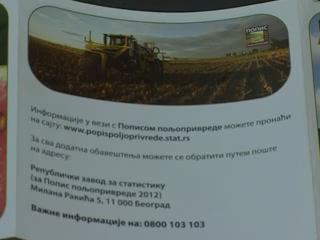 ПОПИС
Информације у вези с Пописом пољопривреде можете пронаћи
на сајту: www.popispoljoprivrede.stat.rs
За сва додатна обавештења можете се обратити путем поште
на адресу:
Републички завод за статистику
(за Попис пољопривреде 2012)
Милана Ракића 5, 11 000 Београд
Важне информације на: 0800 103 103